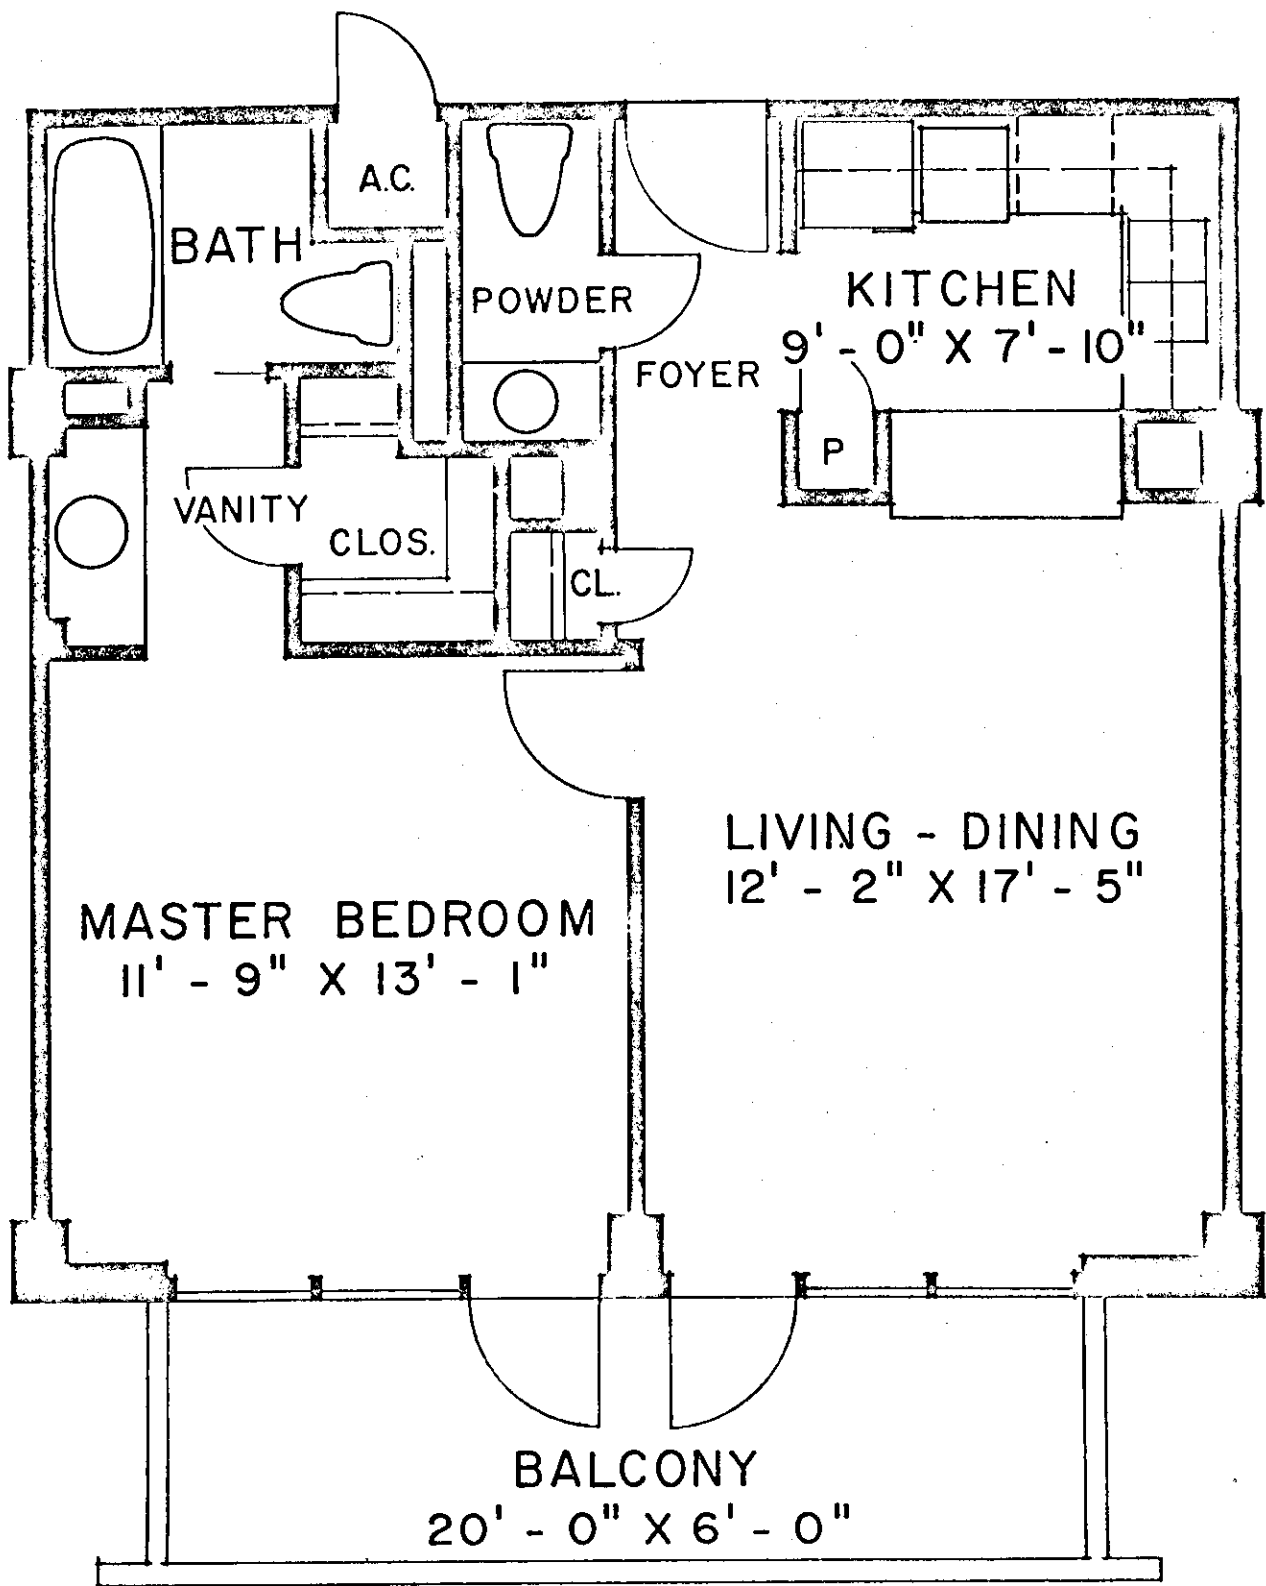 A.C.
BATH
POWDER
KITCHEN
9' - 0" X 7' - 10"
FOYER
P
VANITY
CLOS.
CL.
LIVING - DINING
12' - 2" X 17' - 5"
MASTER BEDROOM
11' - 9" X 13' - 1"
BALCONY
20' - 0" X 6' - 0"